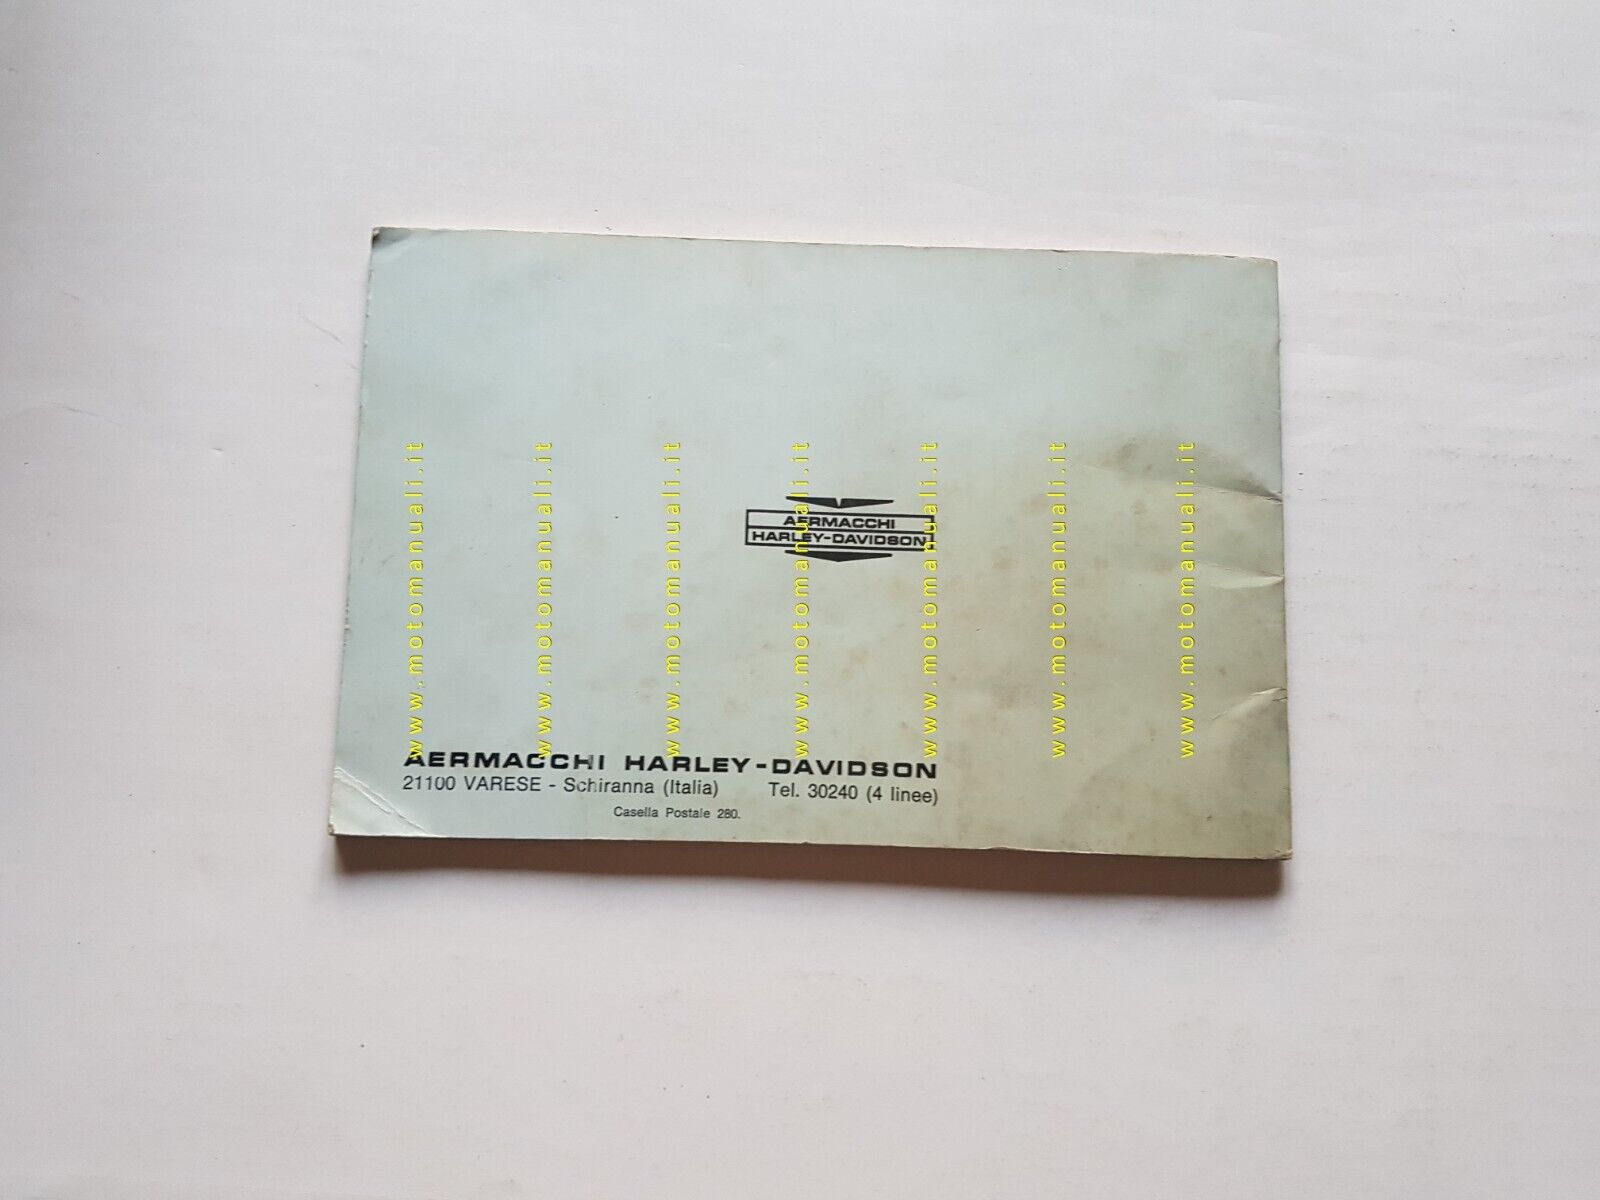 AERMACCHI
HARLEY-DAVIDSON
AERMACCHI HARLEY-DAVIDSON
21100 VARESE - Schiranna (Italia) Tel. 30240 (4 linee)
Casella Postale 280.
www.motomanuali.it
www.motomanuali.it
www.motomanuali.it
www.motomanuali.it
www.motomanuali.it
www.motomanuali.it
www.motomanuali.it